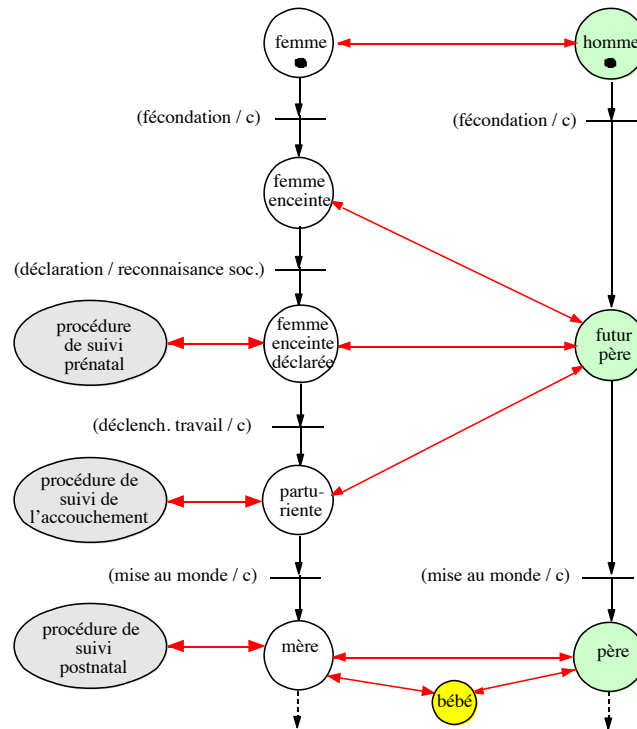 femme
homme
(fécondation / c)
(fécondation / c)
femme
enceinte
(déclaration / reconnaisance soc.)
procédure
de suivi
prénatal
femme
enceinte
déclarée
futur
père
(déclench. travail / c)
procédure de
suivi de
l'accouchement
partu-
riente
(mise au monde / c)
(mise au monde / c)
procédure de
suivi
postnatal
mère
père
bébé